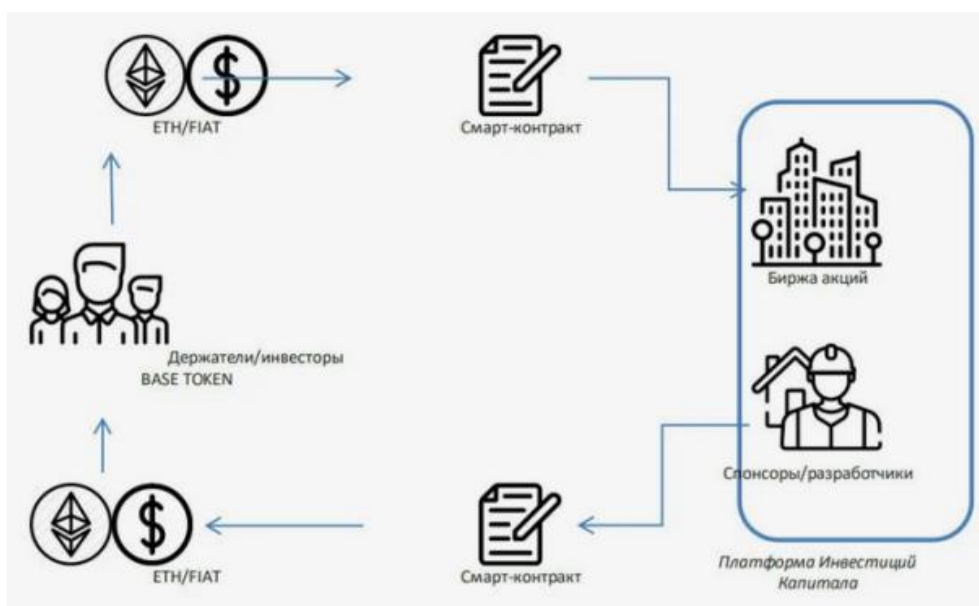 ETH/FIAT
Смарт-контракт
Биржа акций
Держатели/инвесторы
BASE TOKEN
Спонсоры/разработчики
ETH/FIAT
Смарт-контракт
Платформа Инвестиций
Капитала